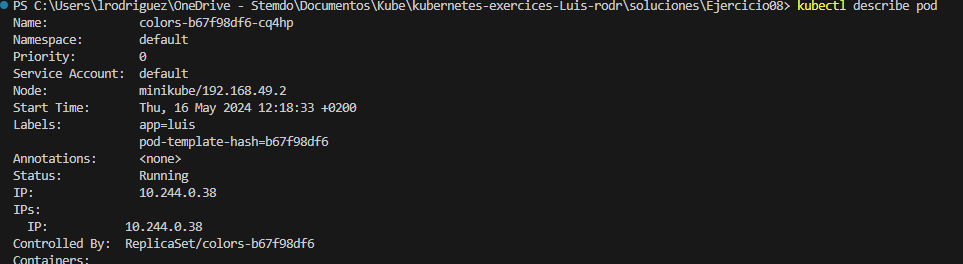 PS C:\Users\lrodriguez\OneDrive - Stemdo\Documentos\Kube\kubernetes-exercices-Luis-rodr\soluciones\Ejercicio08> kubectl describe pod
Name:             colors-b67f98df6-cq4hp
Namespace:        default
Priority:         0
Service Account:  default
Node:             minikube/192.168.49.2
Start Time:       Thu, 16 May 2024 12:18:33 +0200
Labels:           app=luis
                  pod-template-hash=b67f98df6
Annotations:      <none>
Status:           Running
IP:               10.244.0.38
IPs:
  IP:           10.244.0.38
Controlled By:  ReplicaSet/colors-b67f98df6
Containers: